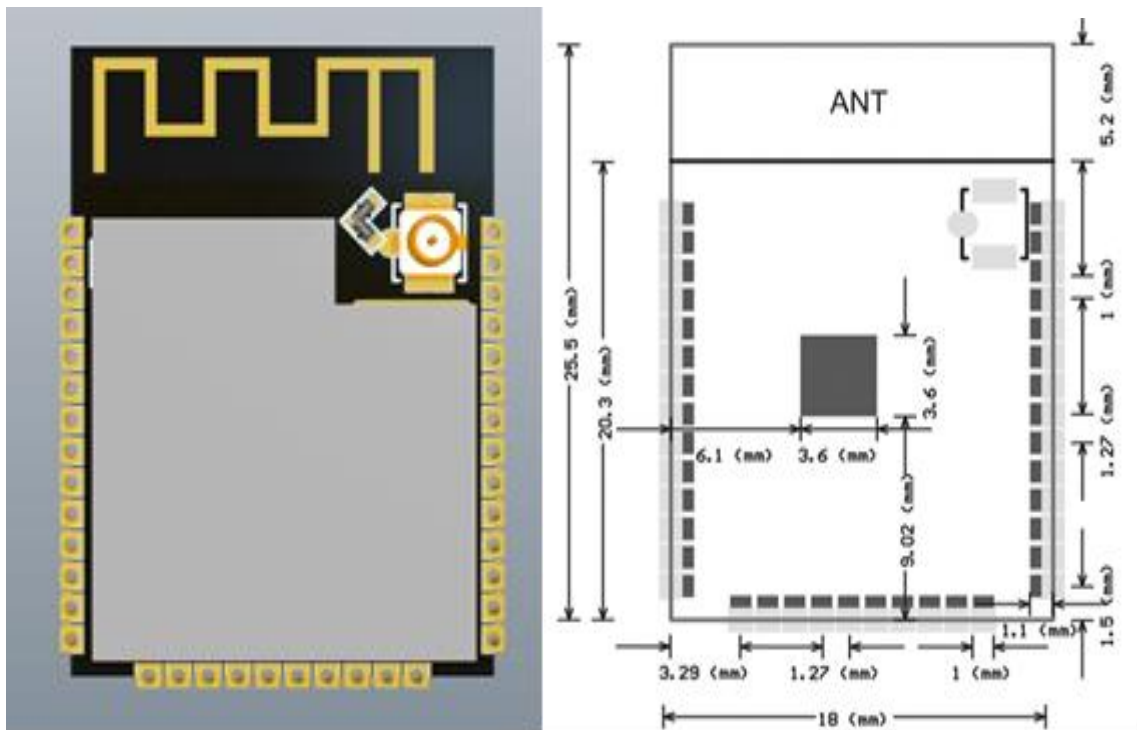 ANT
5.2 (mm)
25.5 (mm)
20.3 (mm)
1 (mm)
3.6 (mm)
6.1 (mm)
3.6 (mm)
1.27 (mm)
9.02 (mm)
1.5 (mm)
1.1 (mm)
3.29 (mm)
1.27 (mm)
1 (mm)
18 (mm)